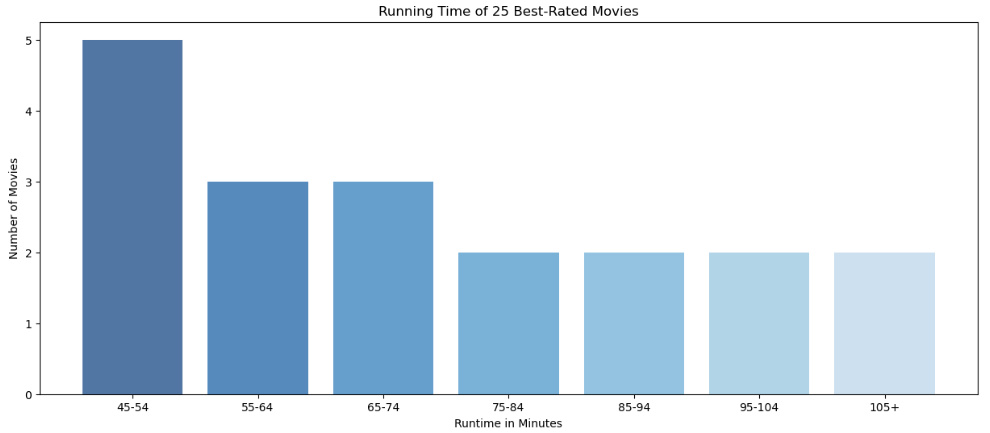 Running Time of 25 Best-Rated Movies
5
4
3
2
1
0
Number of Movies
45-54 55-64 65-74 75-84 85-94 95-104 105+
Runtime in Minutes